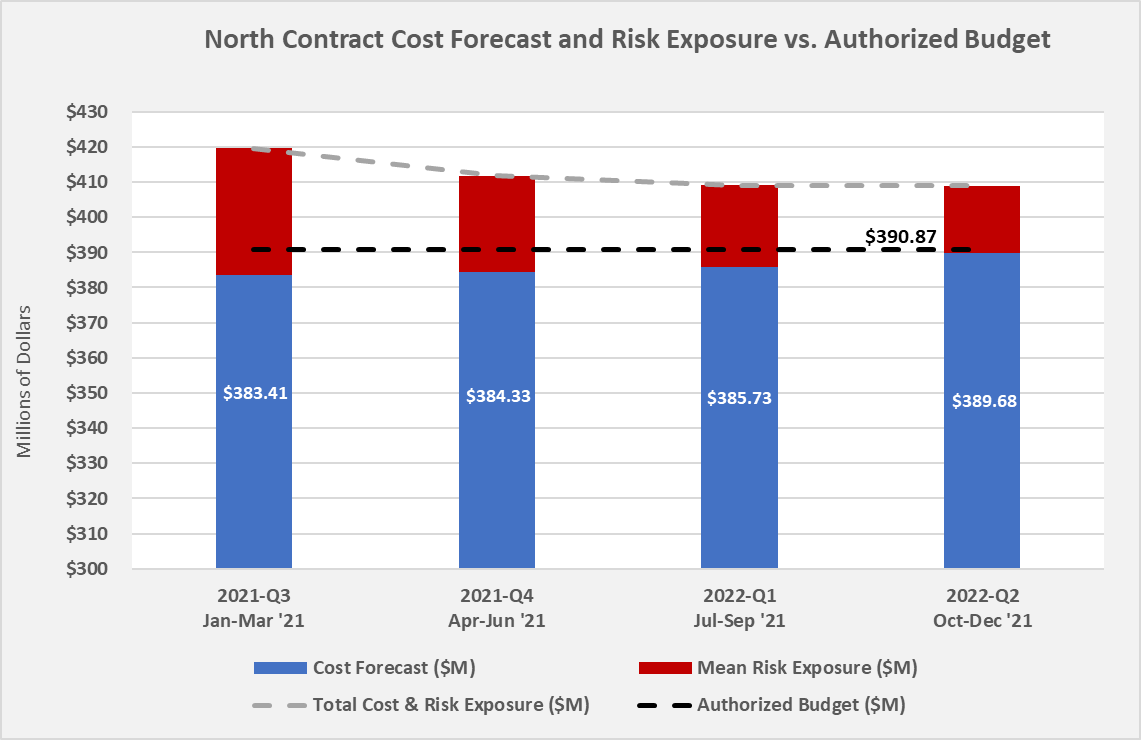 North Contract Cost Forecast and Risk Exposure vs. Authorized Budget
Millions of Dollars
$430
$420
$410
$400
$390
$380
$370
$360
$350
$340
$330
$320
$310
$300
$390.87
$383.41
$384.33
$385.73
$389.68
2021-Q3
Jan-Mar '21
2021-Q4
Apr-Jun '21
2022-Q1
Jul-Sep '21
2022-Q2
Oct-Dec '21
Cost Forecast ($M)
Mean Risk Exposure ($M)
Total Cost & Risk Exposure ($M)
Authorized Budget ($M)